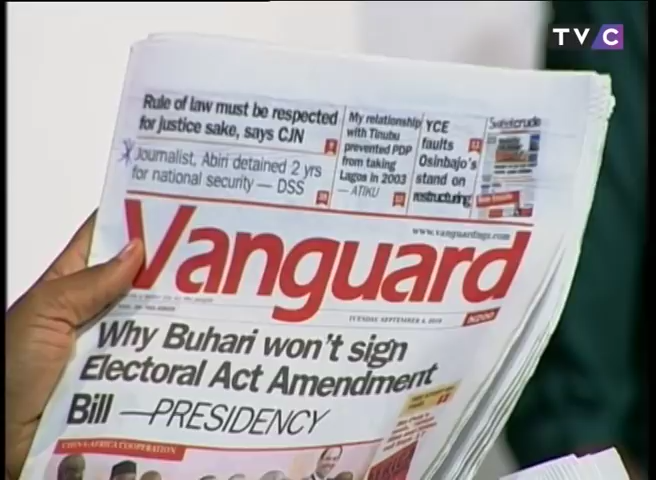 TVC
Rule of law must be respected
for justice sake, says CJN
Journalist, Abiri detained 2 yrs
for national security — DSS
My relationship
with Tinubu
prevented PDP
from taking
Lagos in 2003
— ATIKU
YCE
faults
Osinbajo's
stand on
restructuring
Sweetcrude
www.vanguardngr.com
Vanguard
TUESDAY SEPTEMBER 4, 2018
N200
Why Buhari won't sign
Electoral Act Amendment
Bill —PRESIDENCY
CHINA-AFRICA COOPERATION